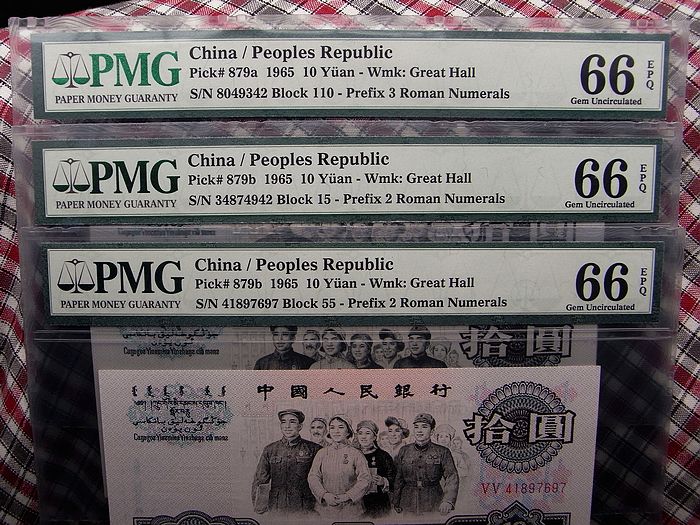 PMG
PAPER MONEY GUARANTY
China / Peoples Republic
Pick# 879a 1965 10 Yüan - Wmk: Great Hall
S/N 8049342 Block 110 - Prefix 3 Roman Numerals
66 EPQ
Gem Uncirculated
PMG
PAPER MONEY GUARANTY
China / Peoples Republic
Pick# 879b 1965 10 Yüan - Wmk: Great Hall
S/N 34874942 Block 15 - Prefix 2 Roman Numerals
66 EPQ
Gem Uncirculated
PMG
PAPER MONEY GUARANTY
China / Peoples Republic
Pick# 879b 1965 10 Yüan - Wmk: Great Hall
S/N 41897697 Block 55 - Prefix 2 Roman Numerals
66 EPQ
Gem Uncirculated
拾圓
中國人民銀行
拾圓
VV 41897697